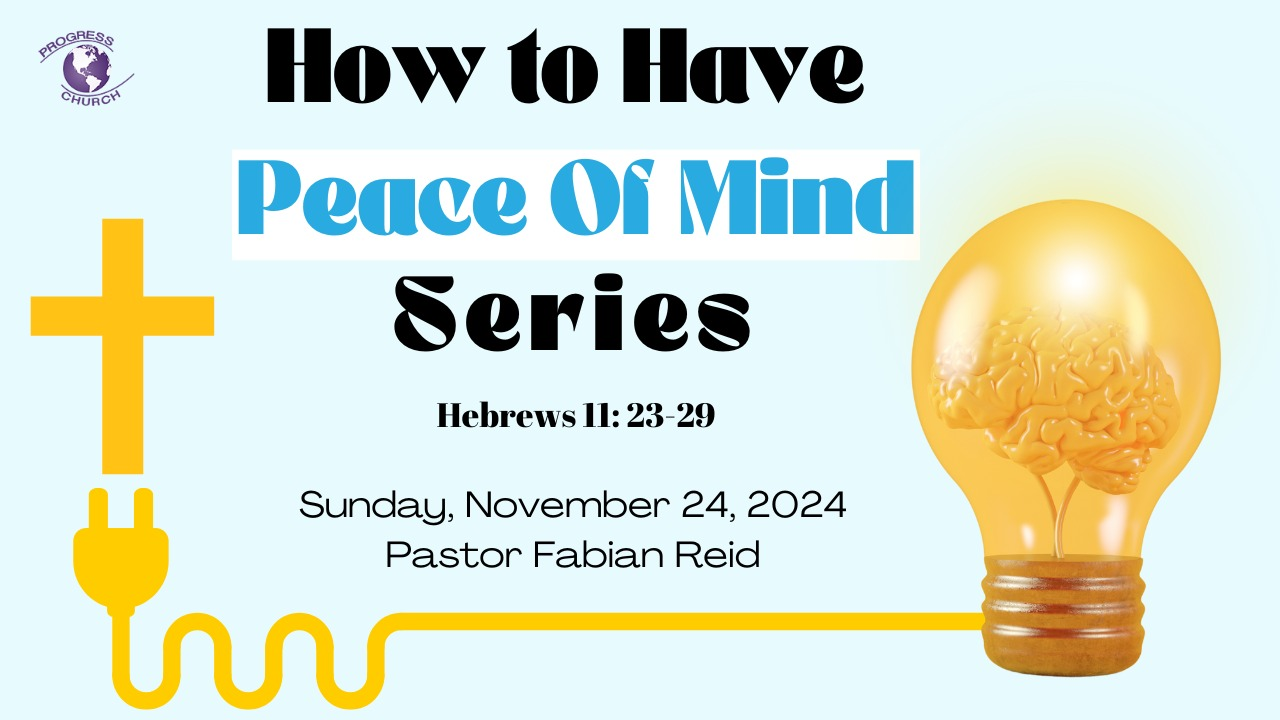 PROGRESS
CHURCH
How to Have
Peace Of Mind
Series
Hebrews 11: 23-29
Sunday, November 24, 2024
Pastor Fabian Reid